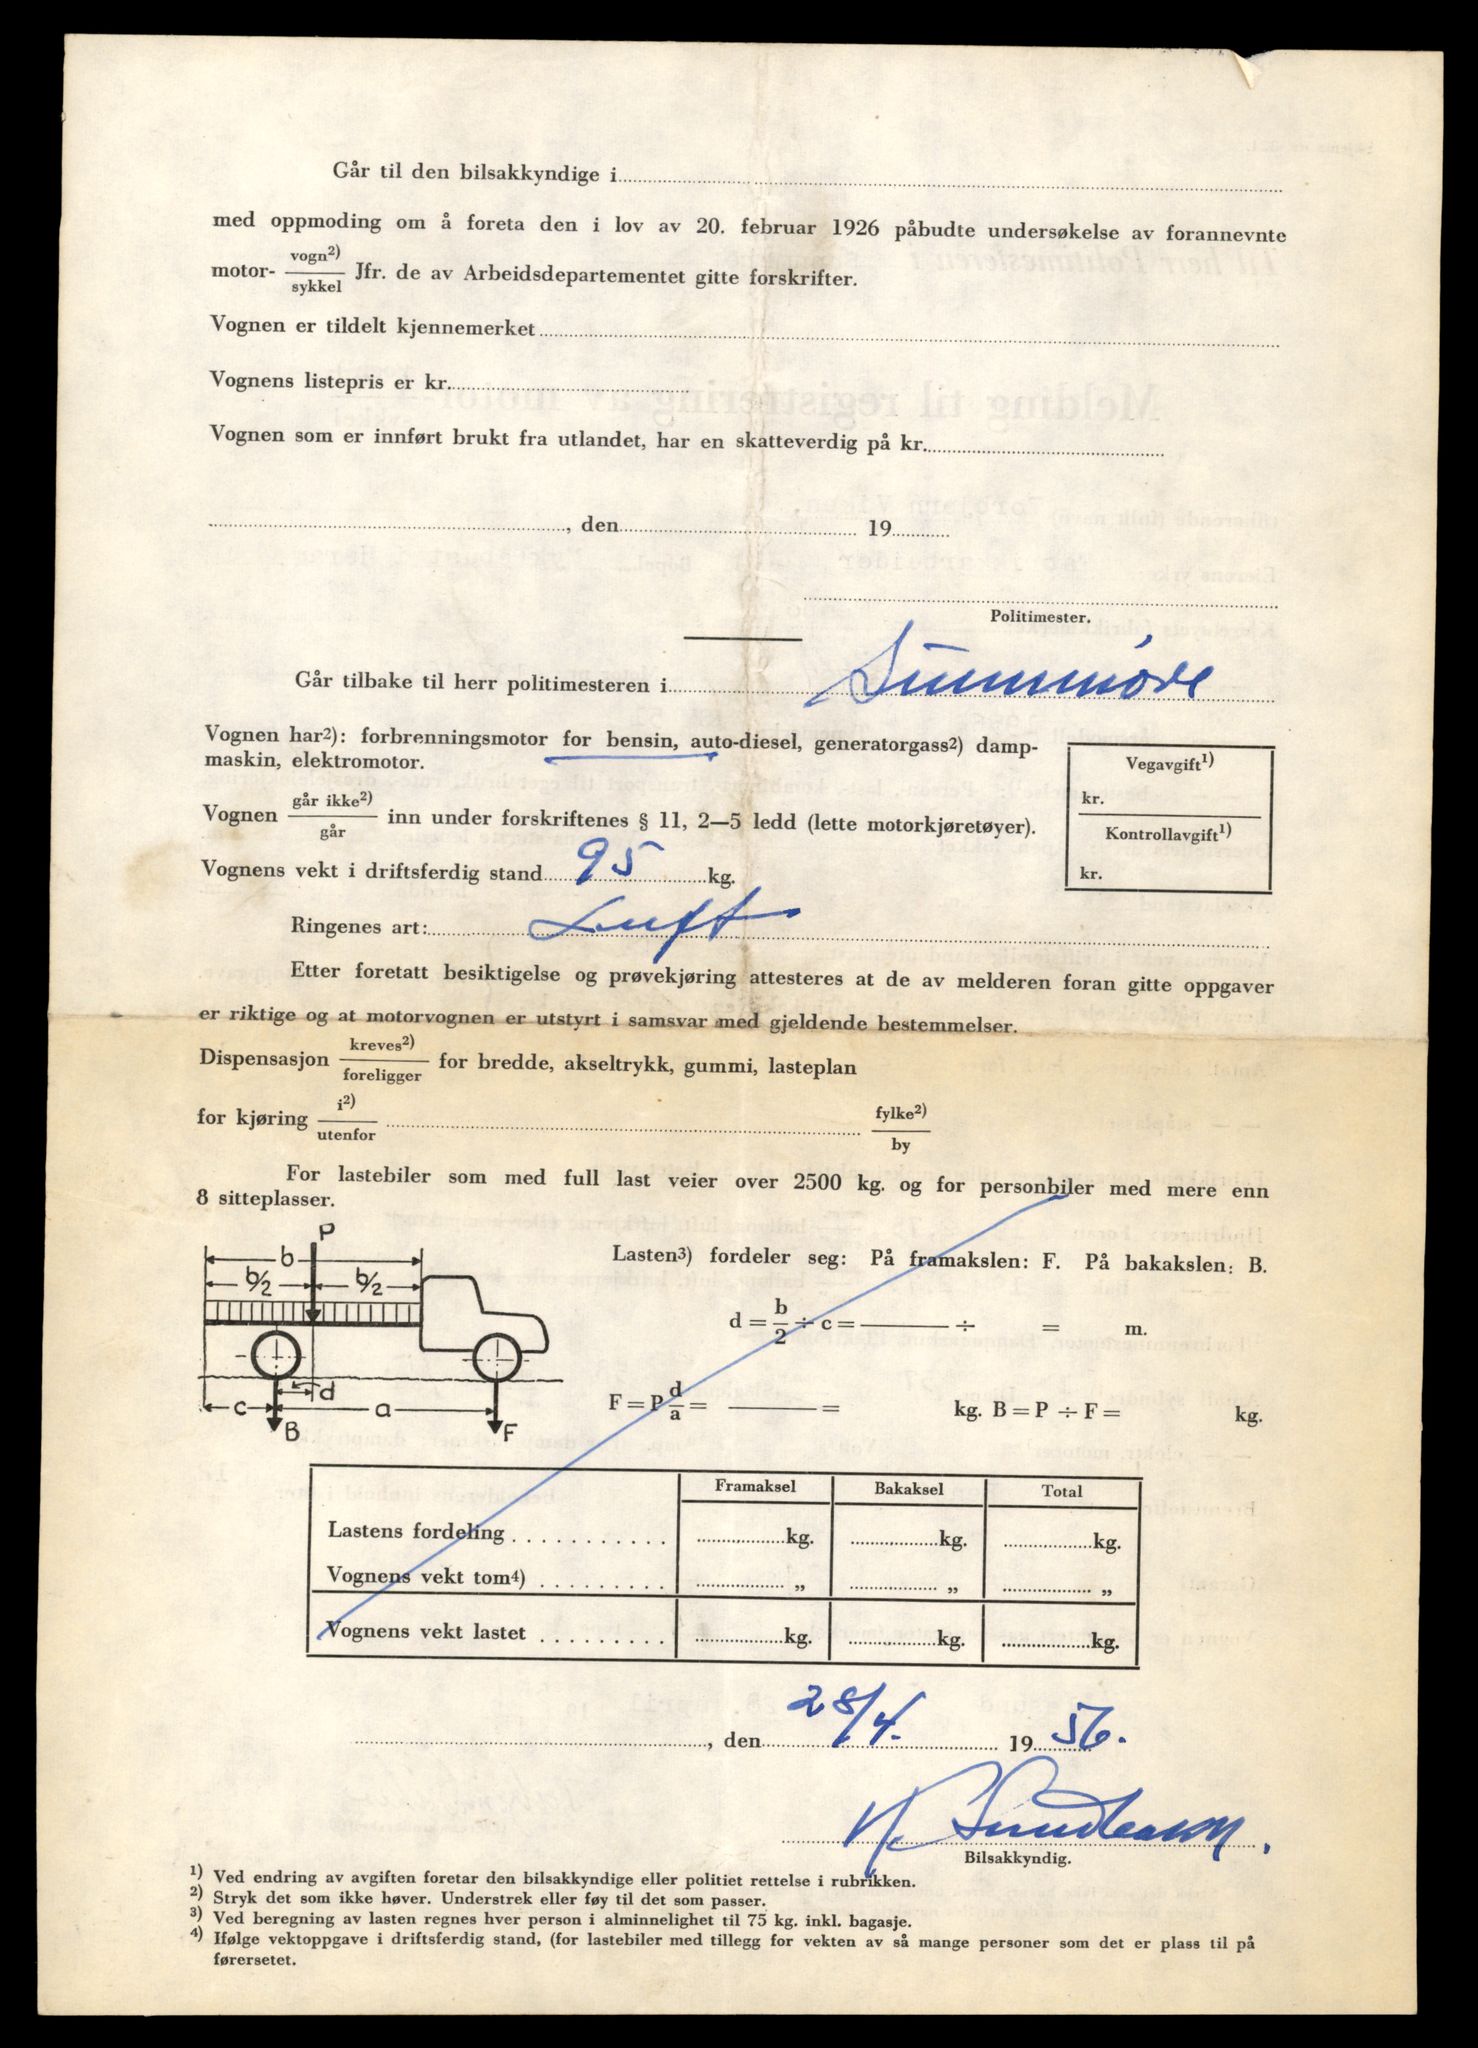 Går til den bilsakkyndige i
med oppmoding om å foreta den i lov av 20. februar 1926 påbudte undersøkelse av forannevnte
motor- vogn2) / sykkel Jfr. de av Arbeidsdepartementet gitte forskrifter.
Vognen er tildelt kjennemerket
Vognens listepris er kr.
Vognen som er innført brukt fra utlandet, har en skatteverdig på kr.
, den 19
Politimester.
Går tilbake til herr politimesteren i Sunnmøre
Vognen har2): forbrenningsmotor for bensin, auto-diesel, generatorgass2) damp-
maskin, elektromotor.
Vegavgift1)
kr.
Kontrollavgift1)
kr.
Vognen går ikke2) / går inn under forskriftenes § 11, 2—5 ledd (lette motorkjøretøyer).
Vognens vekt i driftsferdig stand 95 kg.
Ringenes art: Luft
Etter foretatt besiktigelse og prøvekjøring attesteres at de av melderen foran gitte oppgaver
er riktige og at motorvognen er utstyrt i samsvar med gjeldende bestemmelser.
Dispensasjon kreves2) / foreligger for bredde, akseltrykk, gummi, lasteplan
for kjøring i2) / utenfor fylke2) / by
For lastebiler som med full last veier over 2500 kg. og for personbiler med mere enn
8 sitteplasser.
P
b
b/2 b/2
c d a
B F
Lasten3) fordeler seg: På framakslen: F. På bakakslen: B.
d = b/2 ÷ c = ——— ÷ = m.
F = P d/a = ——— = kg. B = P ÷ F = kg.
Framaksel Bakaksel Total
Lastens fordeling kg. kg. kg.
Vognens vekt tom4) „ „ „
Vognens vekt lastet kg. kg. kg.
, den 28/4. 1956.
Bilsakkyndig.
1) Ved endring av avgiften foretar den bilsakkyndige eller politiet rettelse i rubrikken.
2) Stryk det som ikke høver. Understrek eller føy til det som passer.
3) Ved beregning av lasten regnes hver person i alminnelighet til 75 kg. inkl. bagasje.
4) Ifølge vektoppgave i driftsferdig stand, (for lastebiler med tillegg for vekten av så mange personer som det er plass til på
førersetet.